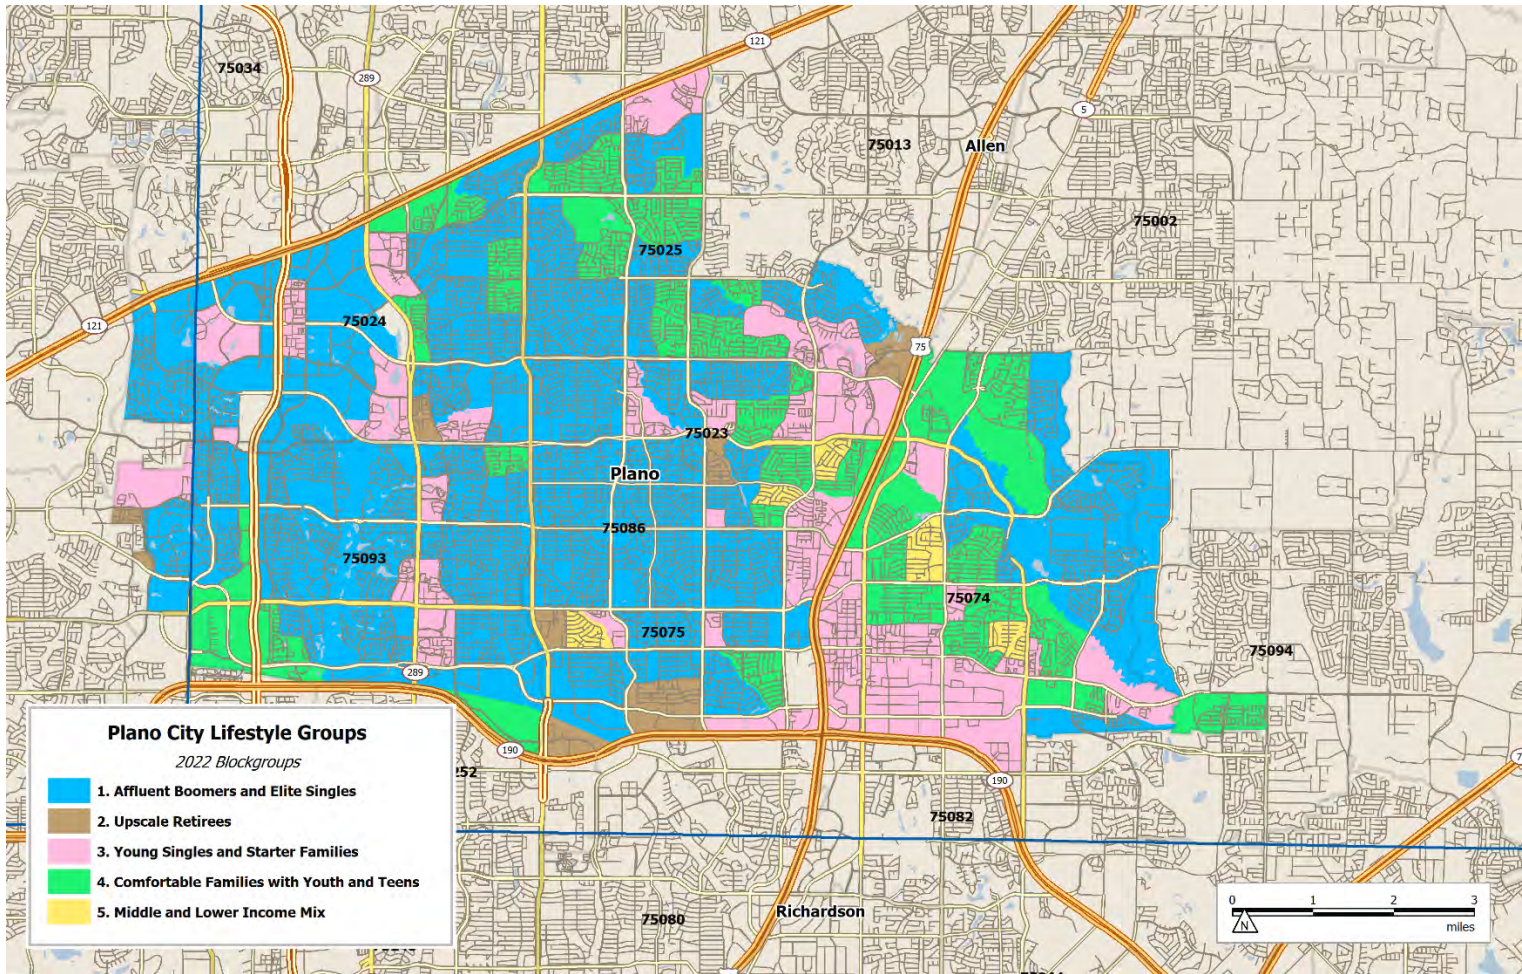 121
75034
289
5
75013
Allen
75002
75025
121
75024
75
75023
Plano
75086
75093
75074
75075
75094
289
190
252
190
75082
75080
Richardson
Plano City Lifestyle Groups
2022 Blockgroups
1. Affluent Boomers and Elite Singles
2. Upscale Retirees
3. Young Singles and Starter Families
4. Comfortable Families with Youth and Teens
5. Middle and Lower Income Mix
0 1 2 3
N
miles